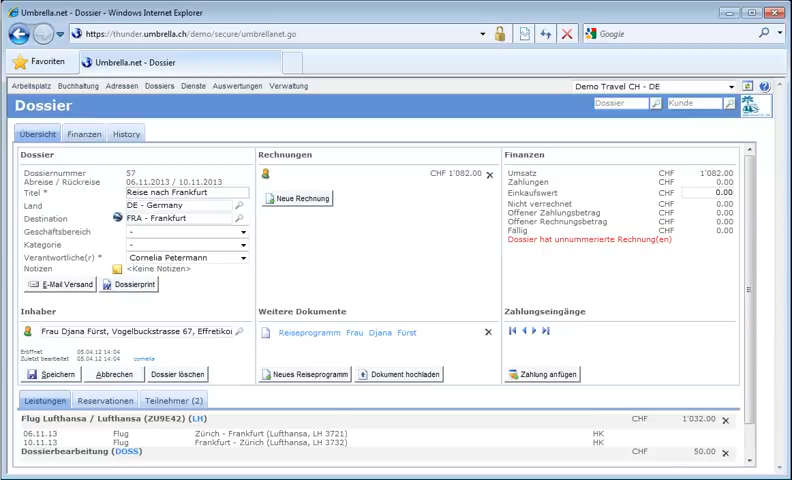 Umbrella.net - Dossier - Windows Internet Explorer
https://thunder.umbrella.ch/demo/secure/umbrellanet.go
Google
Favoriten
Umbrella.net - Dossier
Arbeitsplatz Buchhaltung Adressen Dossiers Dienste Auswertungen Verwaltung
Demo Travel CH - DE
Dossier
Dossier
Kunde
Übersicht Finanzen History
Dossier
Dossiernummer 57
Abreise / Rückreise 06.11.2013 / 10.11.2013
Titel * Reise nach Frankfurt
Land DE - Germany
Destination FRA - Frankfurt
Geschäftsbereich -
Kategorie -
Verantwortliche(r) * Cornelia Petermann
Notizen <Keine Notizen>
E-Mail Versand Dossierprint
Rechnungen
CHF 1'082.00
Neue Rechnung
Finanzen
Umsatz CHF 1'082.00
Zahlungen CHF 0.00
Einkaufswert CHF 0.00
Nicht verrechnet CHF 0.00
Offener Zahlungsbetrag CHF 0.00
Offener Rechnungsbetrag CHF 0.00
Fällig CHF 0.00
Dossier hat unnummerierte Rechnung(en)
Inhaber
Frau Djana Fürst, Vogelbuckstrasse 67, Effretikon
Eröffnet 05.04.12 14:04
Zuletzt bearbeitet 05.04.12 14:04 cornelia
Speichern Abbrechen Dossier löschen
Weitere Dokumente
Reiseprogramm Frau Djana Fürst
Neues Reiseprogramm Dokument hochladen
Zahlungseingänge
Zahlung anfügen
Leistungen Reservationen Teilnehmer (2)
Flug Lufthansa / Lufthansa (ZU9E42) (LH) CHF 1'032.00
06.11.13 Flug Zürich - Frankfurt (Lufthansa, LH 3721) HK
10.11.13 Flug Frankfurt - Zürich (Lufthansa, LH 3732) HK
Dossierbearbeitung (DOSS) CHF 50.00